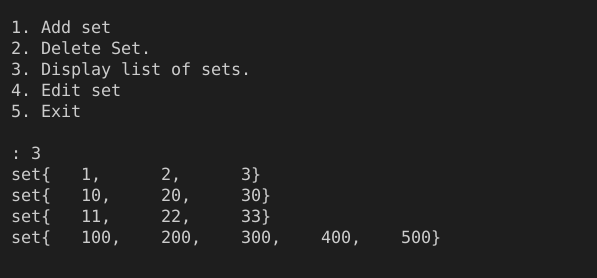 1. Add set
2. Delete Set.
3. Display list of sets.
4. Edit set
5. Exit
: 3
set{   1,      2,      3}
set{   10,     20,     30}
set{   11,     22,     33}
set{   100,    200,    300,    400,    500}